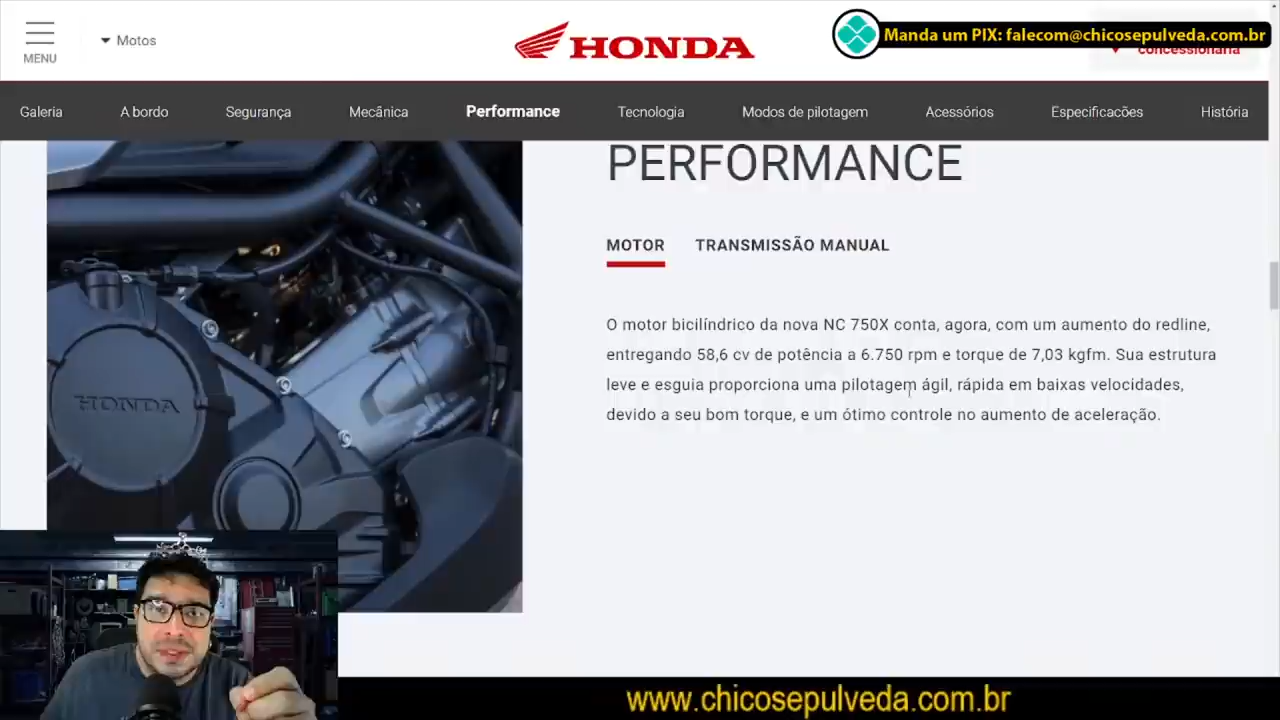 MENU
Motos
HONDA
Manda um PIX: falecom@chicosepulveda.com.br
concessionária
Galeria
A bordo
Segurança
Mecânica
Performance
Tecnologia
Modos de pilotagem
Acessórios
Especificações
História
PERFORMANCE
MOTOR
TRANSMISSÃO MANUAL
O motor bicilíndrico da nova NC 750X conta, agora, com um aumento do redline,
entregando 58,6 cv de potência a 6.750 rpm e torque de 7,03 kgfm. Sua estrutura
leve e esguia proporciona uma pilotagem ágil, rápida em baixas velocidades,
devido a seu bom torque, e um ótimo controle no aumento de aceleração.
HONDA
www.chicosepulveda.com.br